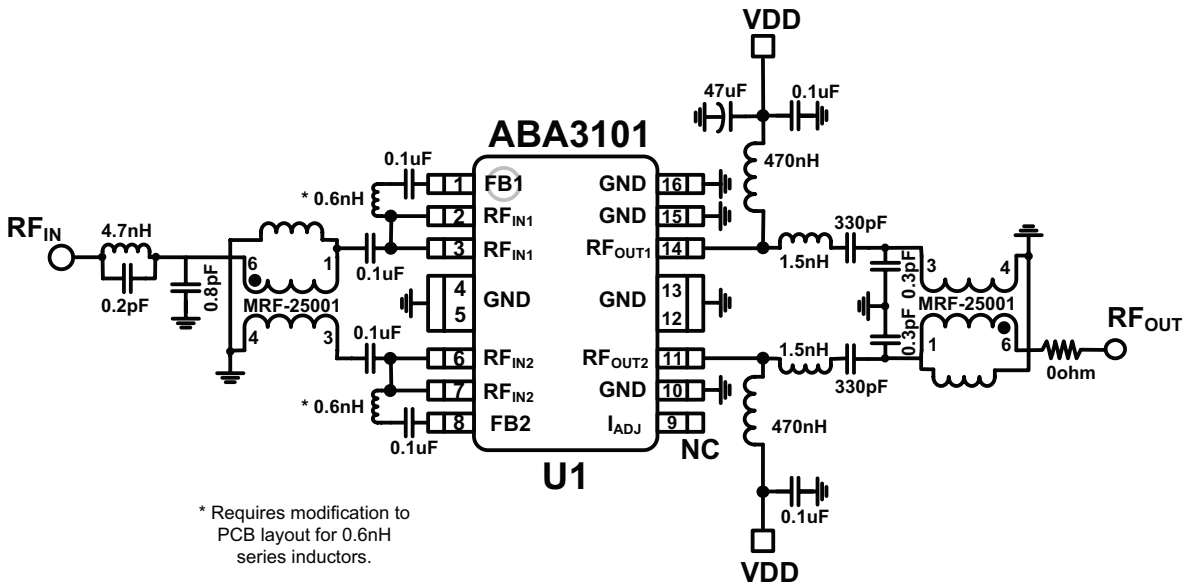 VDD
47uF
0.1uF
ABA3101
470nH
0.1uF
1
FB1
GND
16
* 0.6nH
2
RFIN1
GND
15
330pF
RFIN
4.7nH
3
RFIN1
RFOUT1
14
1.5nH
6
1
0.1uF
0.2pF
0.8pF
MRF-25001
4
5
GND
GND
13
12
0.3pF
3
4
MRF-25001
4
3
0.1uF
0.3pF
1
6
RFOUT
6
RFIN2
RFOUT2
11
1.5nH
330pF
0ohm
* 0.6nH
7
RFIN2
GND
10
0.1uF
8
FB2
IADJ
9
NC
470nH
U1
0.1uF
VDD
* Requires modification to
PCB layout for 0.6nH
series inductors.